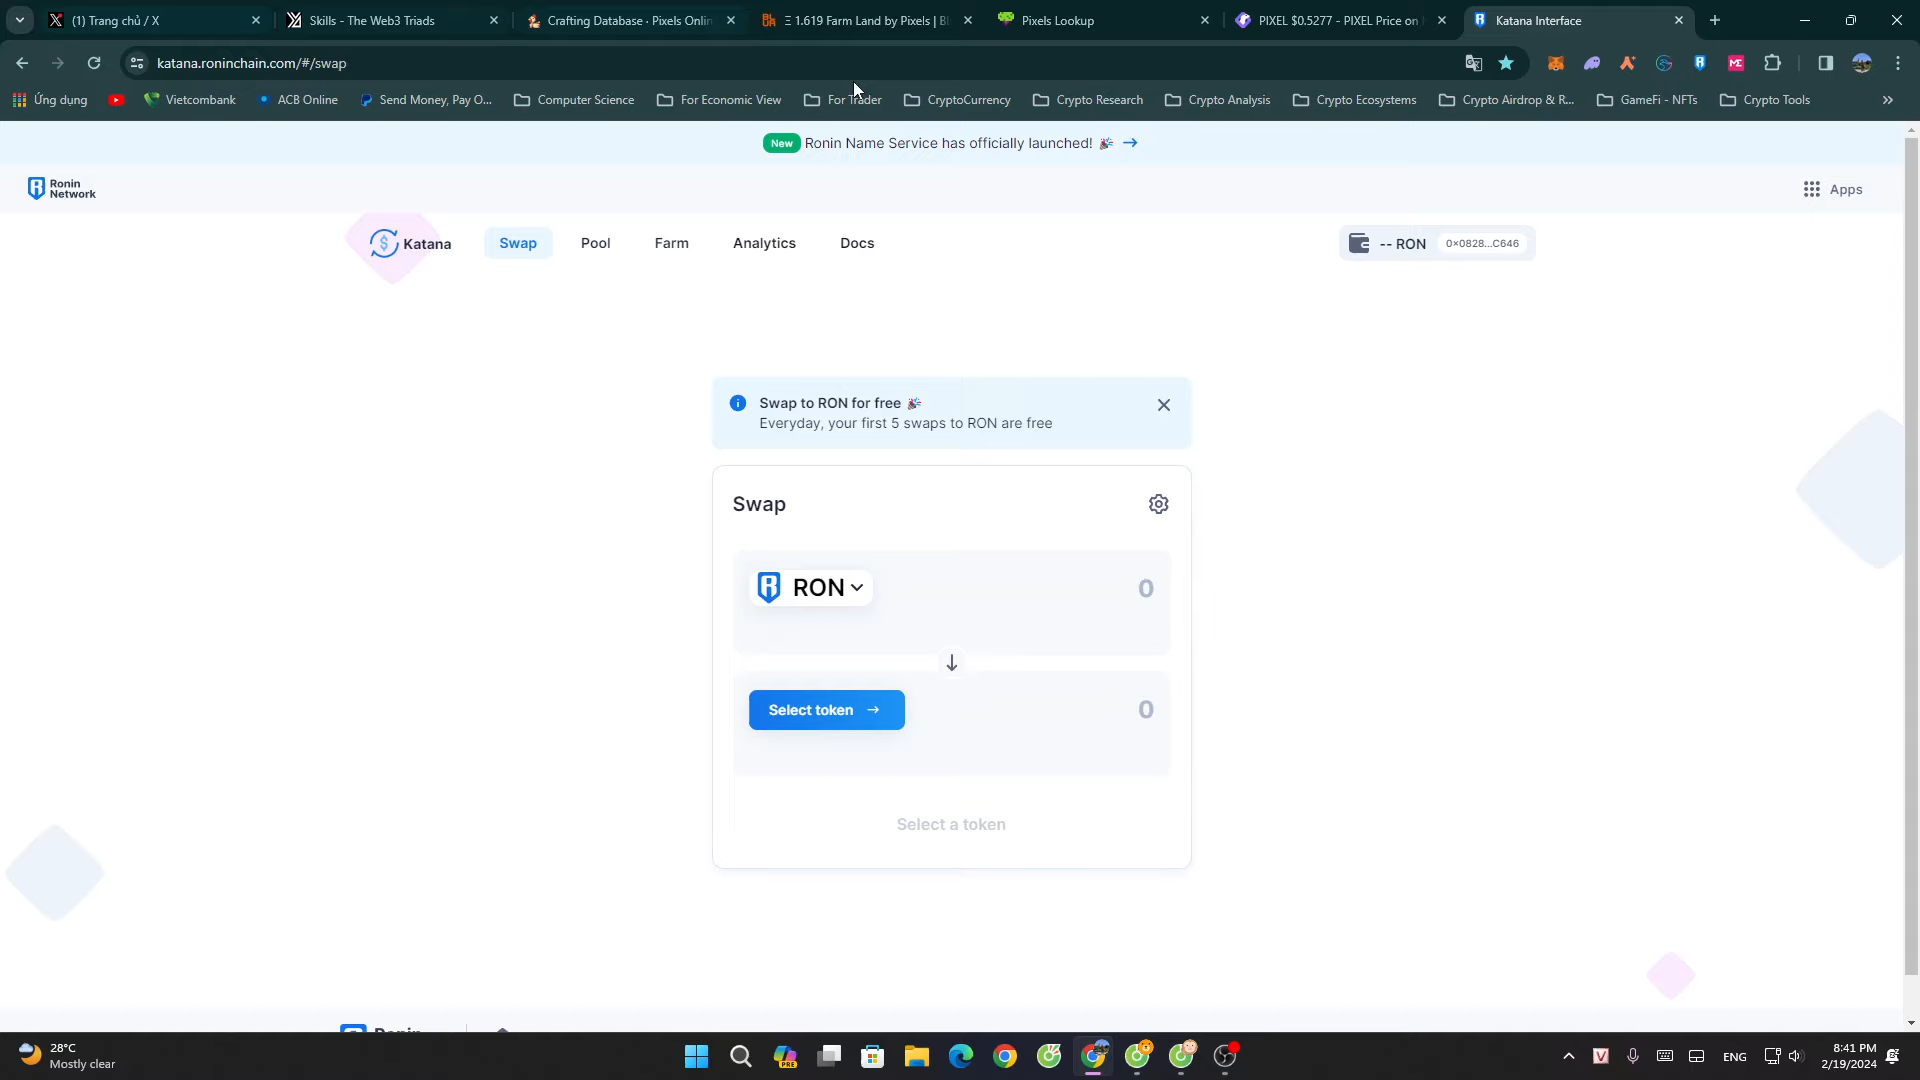 (1) Trang chủ / X
Skills - The Web3 Triads
Crafting Database · Pixels Onlin
Ξ 1.619 Farm Land by Pixels | Bl
Pixels Lookup
PIXEL $0.5277 - PIXEL Price on
Katana Interface
katana.roninchain.com/#/swap
Ứng dụng
Vietcombank
ACB Online
Send Money, Pay O...
Computer Science
For Economic View
For Trader
CryptoCurrency
Crypto Research
Crypto Analysis
Crypto Ecosystems
Crypto Airdrop & R...
GameFi - NFTs
Crypto Tools
New Ronin Name Service has officially launched! 🎉 →
Ronin
Network
Apps
Katana
Swap
Pool
Farm
Analytics
Docs
-- RON
0x0828...C646
Swap to RON for free 🎉
Everyday, your first 5 swaps to RON are free
Swap
RON
0
Select token →
0
Select a token
28°C
Mostly clear
PRE
ENG
8:41 PM
2/19/2024